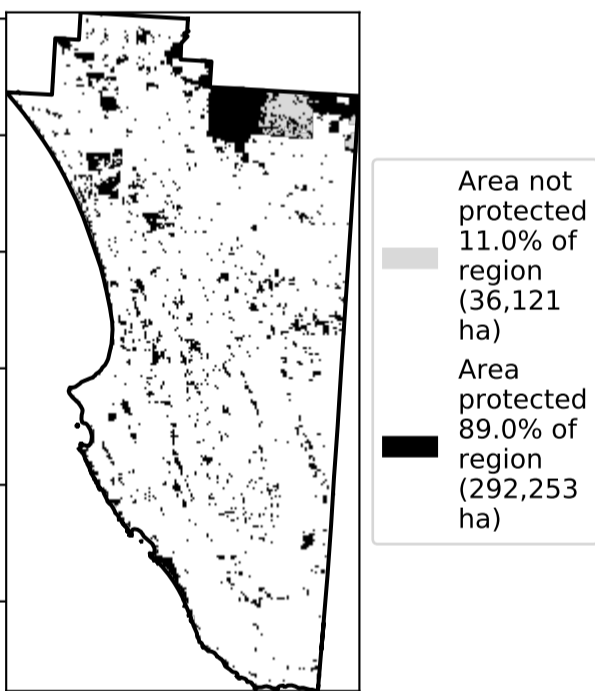 Area not
protected
11.0% of
region
(36,121
ha)
Area
protected
89.0% of
region
(292,253
ha)